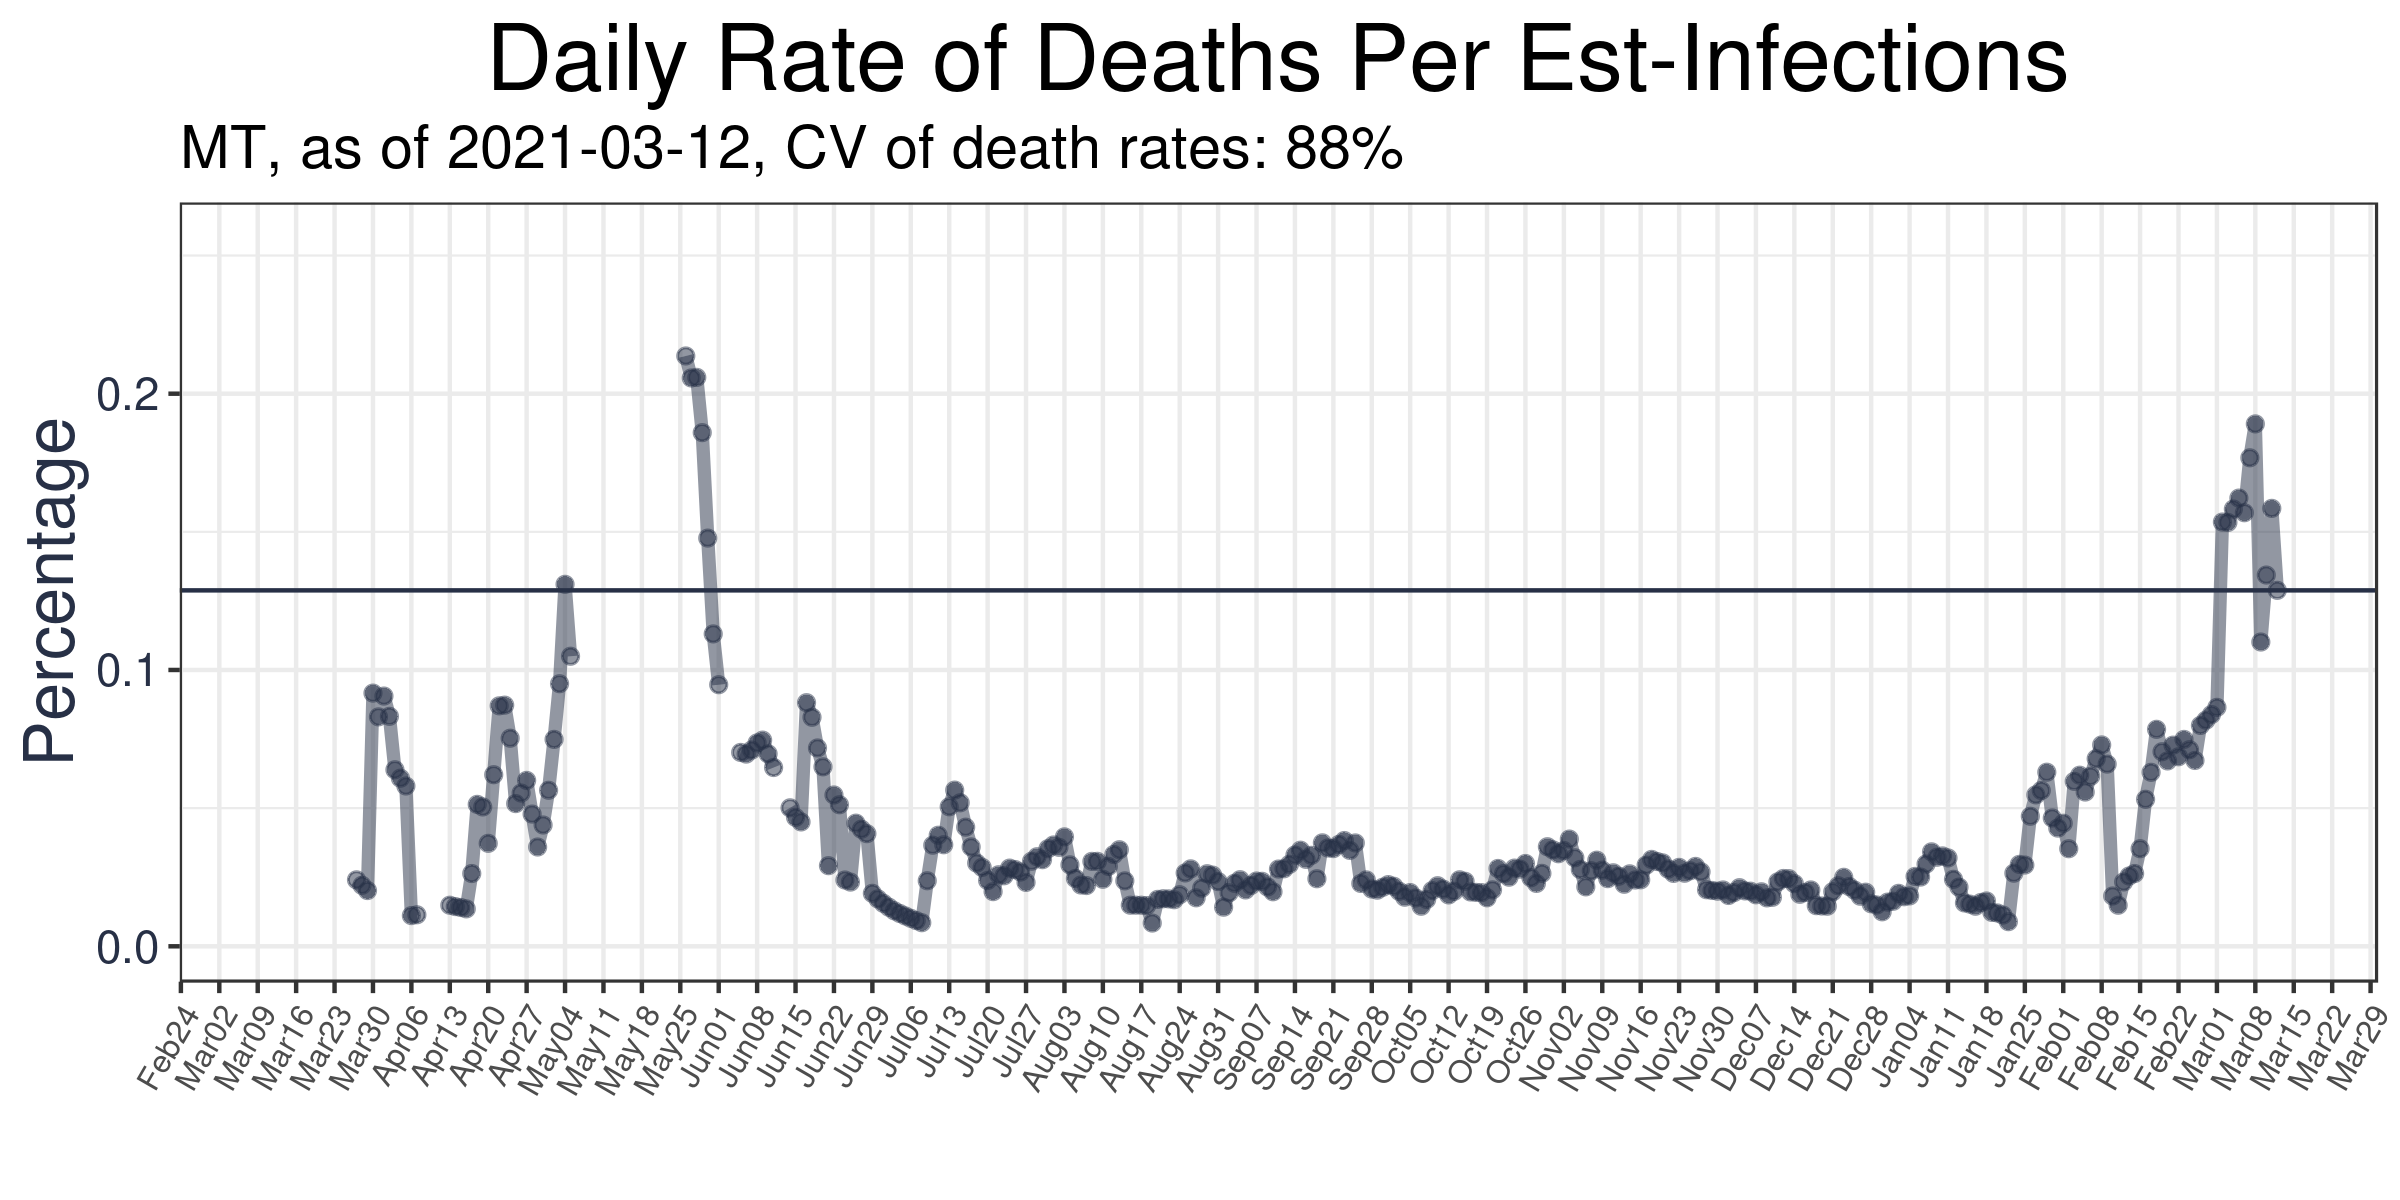 Daily Rate of Deaths Per Est-Infections
MT, as of 2021-03-12, CV of death rates: 88%
Percentage
0.2
0.1
0.0
Feb24
Mar02
Mar09
Mar16
Mar23
Mar30
Apr06
Apr13
Apr20
Apr27
May04
May11
May18
May25
Jun01
Jun08
Jun15
Jun22
Jun29
Jul06
Jul13
Jul20
Jul27
Aug03
Aug10
Aug17
Aug24
Aug31
Sep07
Sep14
Sep21
Sep28
Oct05
Oct12
Oct19
Oct26
Nov02
Nov09
Nov16
Nov23
Nov30
Dec07
Dec14
Dec21
Dec28
Jan04
Jan11
Jan18
Jan25
Feb01
Feb08
Feb15
Feb22
Mar01
Mar08
Mar15
Mar22
Mar29